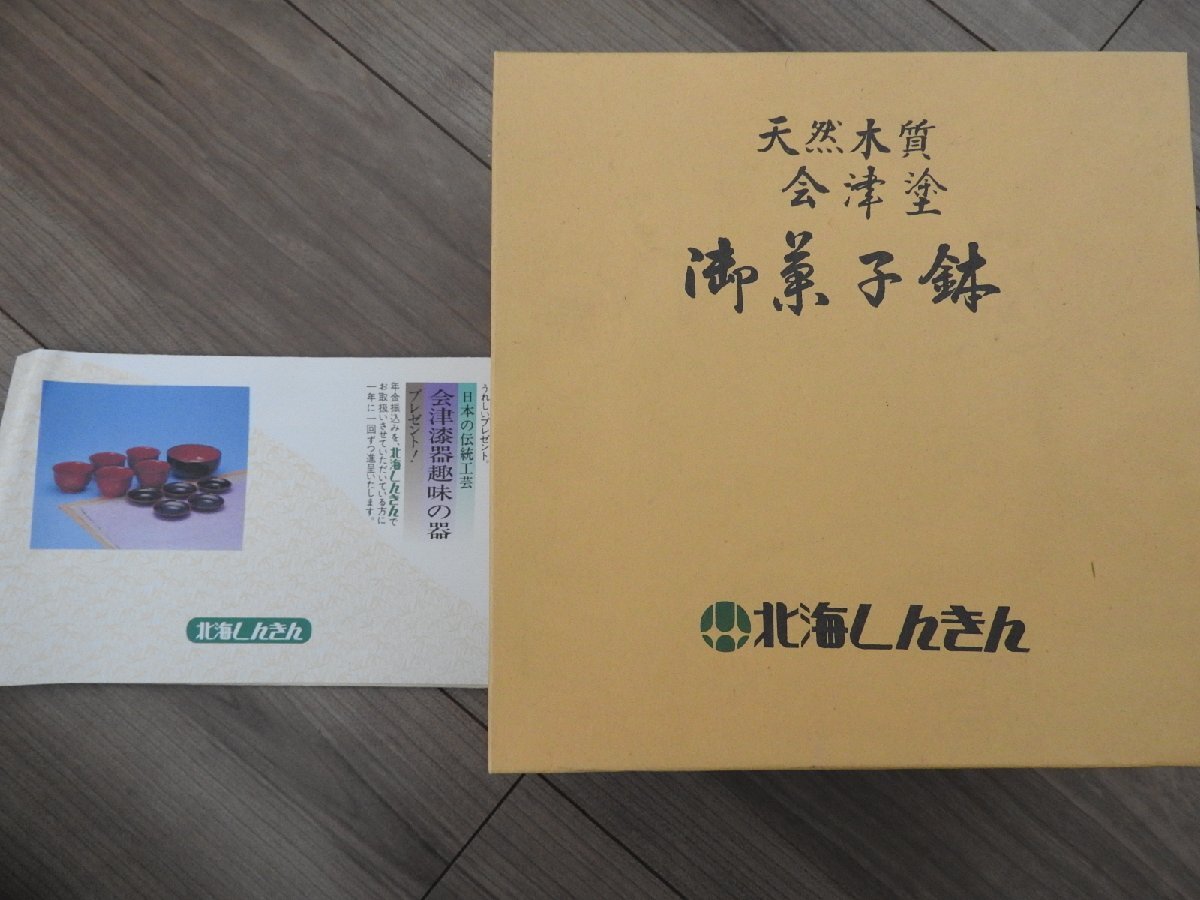 天然木質
会津塗
御菓子鉢
北海しんきん
うれしいプレゼント。
日本の伝統工芸
会津漆器趣味の器
プレゼント!
年金振込みを、北海しんきんで
お取扱いさせていただいている方に
一年に一回ずつ進呈いたします。
北海しんきん